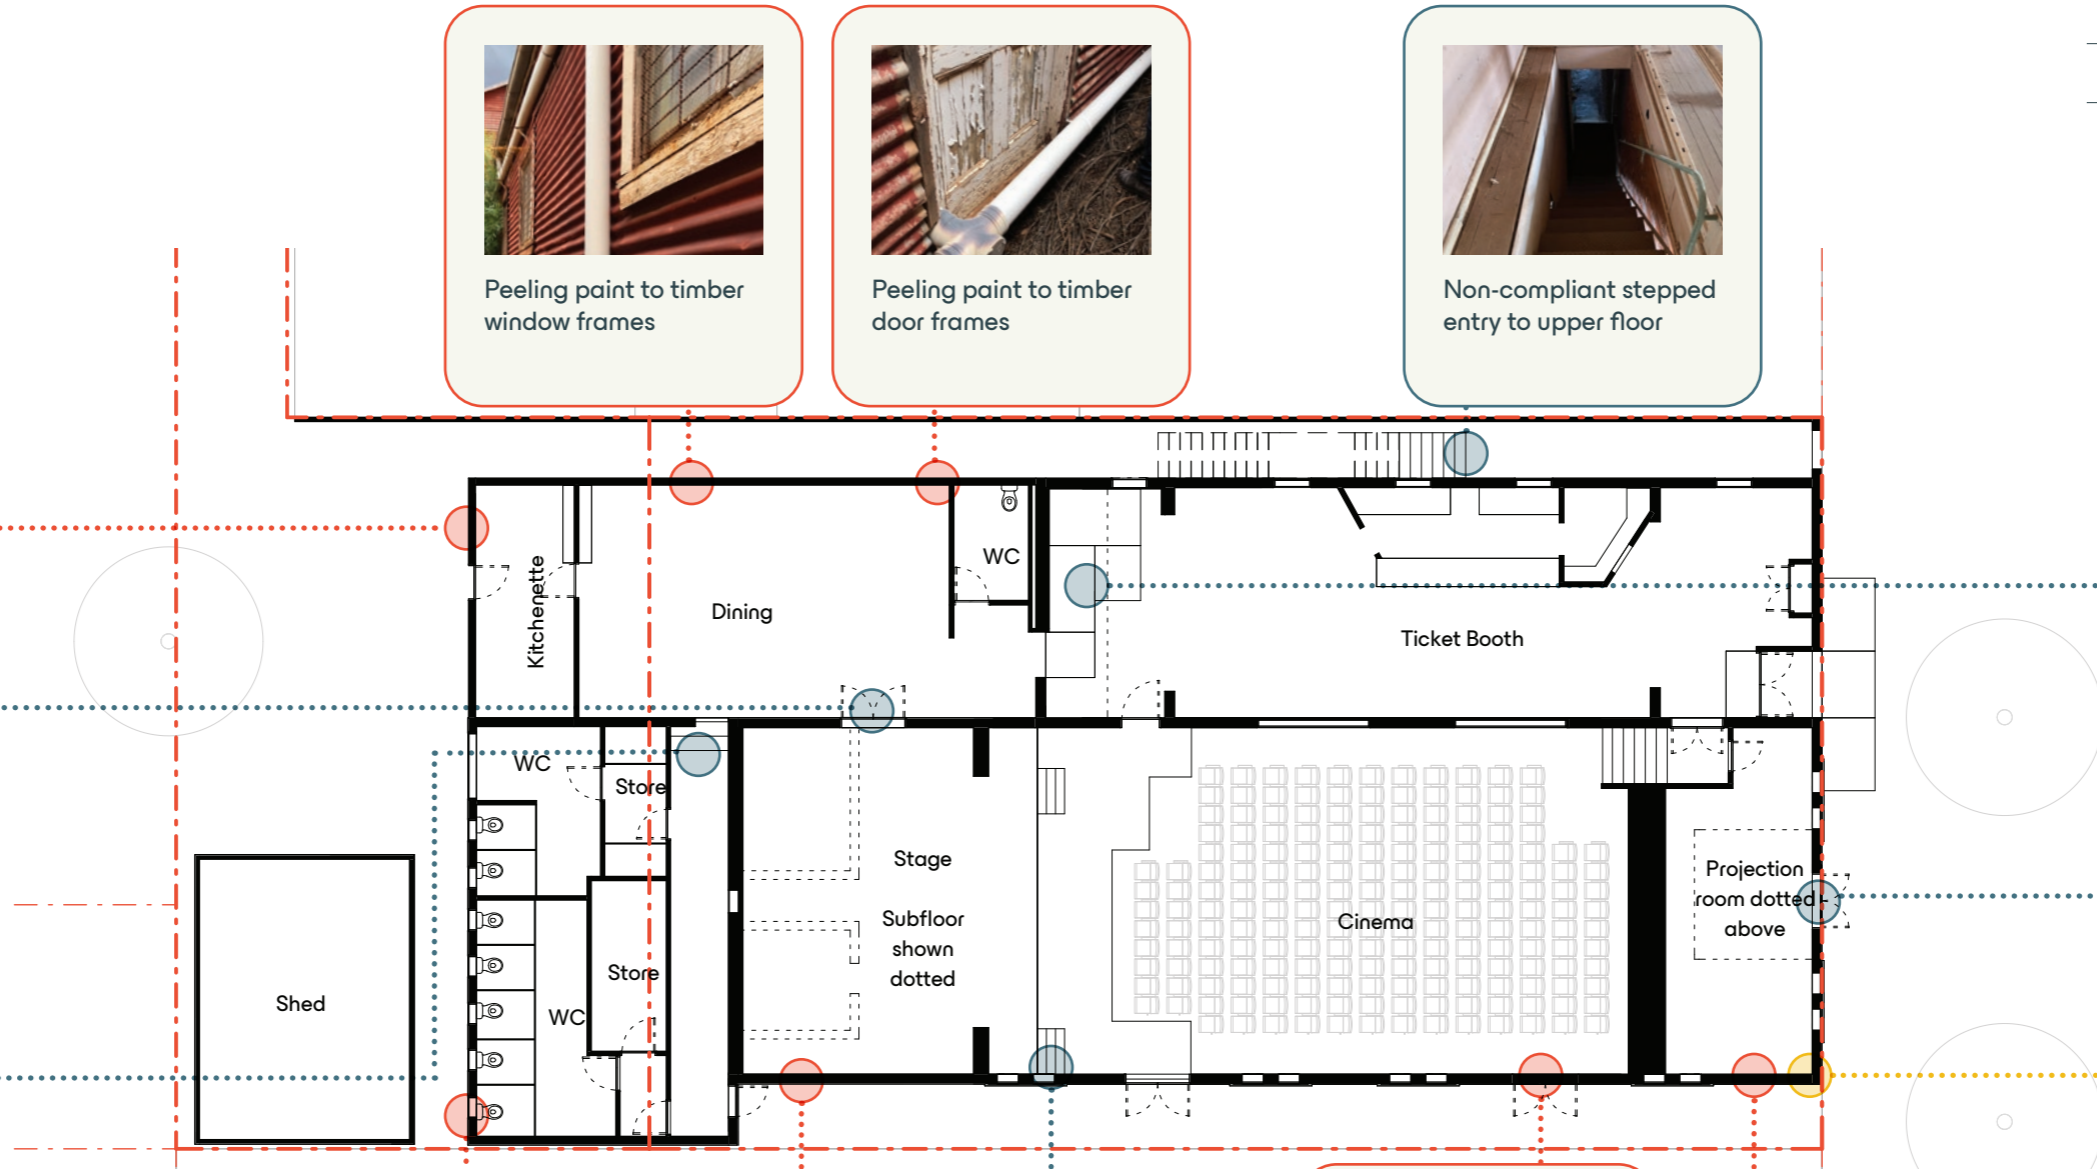 Peeling paint to timber
window frames
Peeling paint to timber
door frames
Non-compliant stepped
entry to upper floor
Kitchenette
Dining
WC
Ticket Booth
WC
Store
Stage
Subfloor
shown
dotted
Cinema
Projection
room dotted
above
Store
WC
Shed